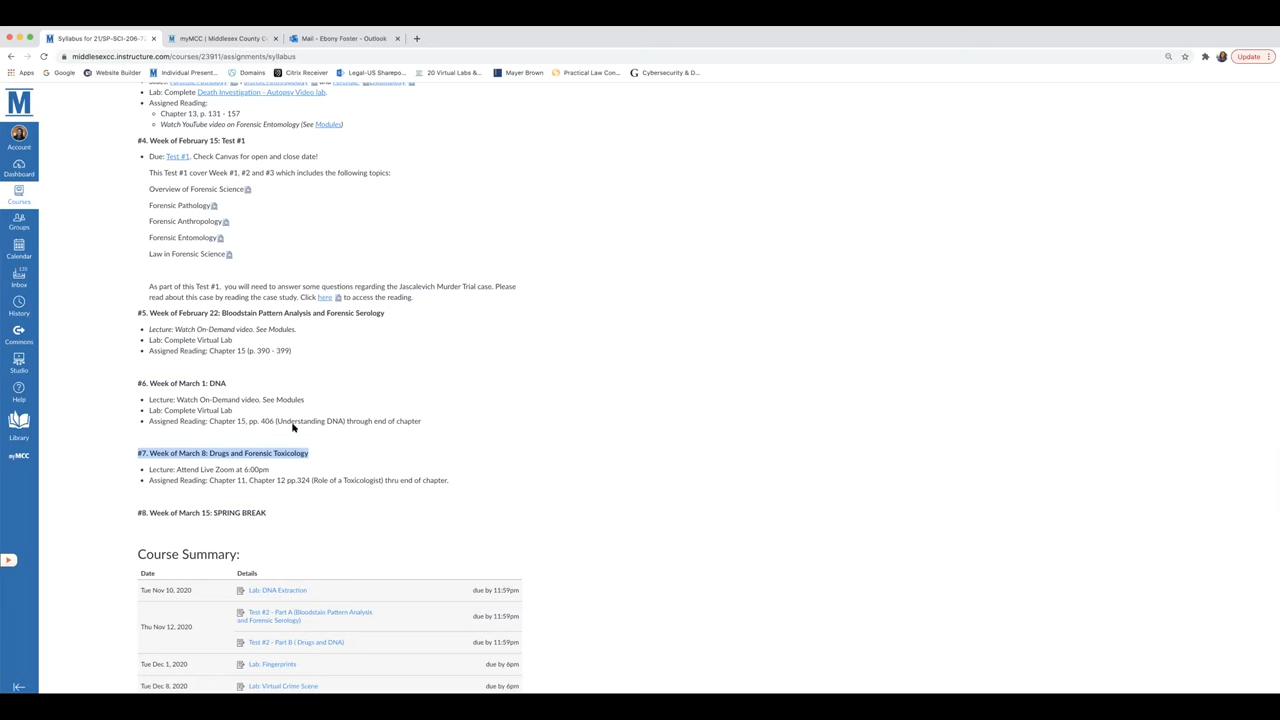 Syllabus for 21/SP-SCI-206-7
myMCC | Middlesex County C
Mail - Ebony Foster - Outlook
middlesexcc.instructure.com/courses/23911/assignments/syllabus
Update
Apps
Google
Website Builder
Individual Present...
Domains
Citrix Receiver
Legal-US Sharepo...
20 Virtual Labs &...
Mayer Brown
Practical Law Con...
Cybersecurity & D...
Account
Dashboard
Courses
Groups
Calendar
Inbox
History
Commons
Studio
Help
Library
myMCC
• Lab: Complete Death Investigation - Autopsy Video lab.
• Assigned Reading:
Chapter 13, p. 131 - 157
Watch YouTube video on Forensic Entomology (See Modules)
#4. Week of February 15: Test #1
• Due: Test #1. Check Canvas for open and close date!
This Test #1 cover Week #1, #2 and #3 which includes the following topics:
Overview of Forensic Science
Forensic Pathology
Forensic Anthropology
Forensic Entomology
Law in Forensic Science
As part of this Test #1, you will need to answer some questions regarding the Jascalevich Murder Trial case. Please
read about this case by reading the case study. Click here to access the reading.
#5. Week of February 22: Bloodstain Pattern Analysis and Forensic Serology
• Lecture: Watch On-Demand video. See Modules.
• Lab: Complete Virtual Lab
• Assigned Reading: Chapter 15 (p. 390 - 399)
#6. Week of March 1: DNA
• Lecture: Watch On-Demand video. See Modules
• Lab: Complete Virtual Lab
• Assigned Reading: Chapter 15, pp. 406 (Understanding DNA) through end of chapter
#7. Week of March 8: Drugs and Forensic Toxicology
• Lecture: Attend Live Zoom at 6:00pm
• Assigned Reading: Chapter 11, Chapter 12 pp.324 (Role of a Toxicologist) thru end of chapter.
#8. Week of March 15: SPRING BREAK
Course Summary:
Date Details
Tue Nov 10, 2020 Lab: DNA Extraction due by 11:59pm
Thu Nov 12, 2020
Test #2 - Part A (Bloodstain Pattern Analysis
and Forensic Serology) due by 11:59pm
Test #2 - Part B ( Drugs and DNA) due by 11:59pm
Tue Dec 1, 2020 Lab: Fingerprints due by 6pm
Tue Dec 8, 2020 Lab: Virtual Crime Scene due by 6pm